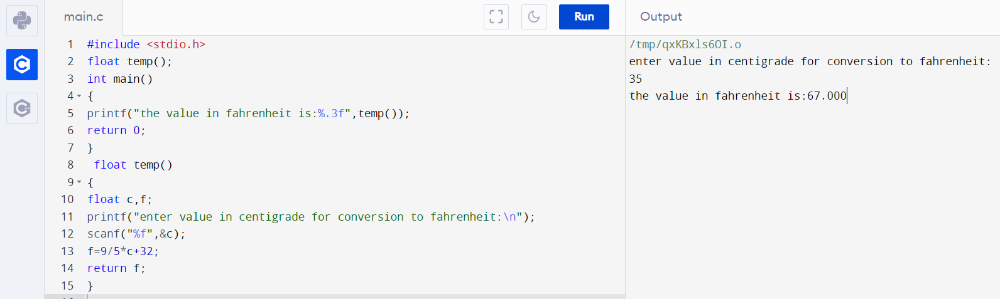 main.c
Run
Output
1 #include <stdio.h>
2 float temp();
3 int main()
4 {
5 printf("the value in fahrenheit is:%.3f",temp());
6 return 0;
7 }
8 float temp()
9 {
10 float c,f;
11 printf("enter value in centigrade for conversion to fahrenheit:\n");
12 scanf("%f",&c);
13 f=9/5*c+32;
14 return f;
15 }
/tmp/qxKBxls6OI.o
enter value in centigrade for conversion to fahrenheit:
35
the value in fahrenheit is:67.000